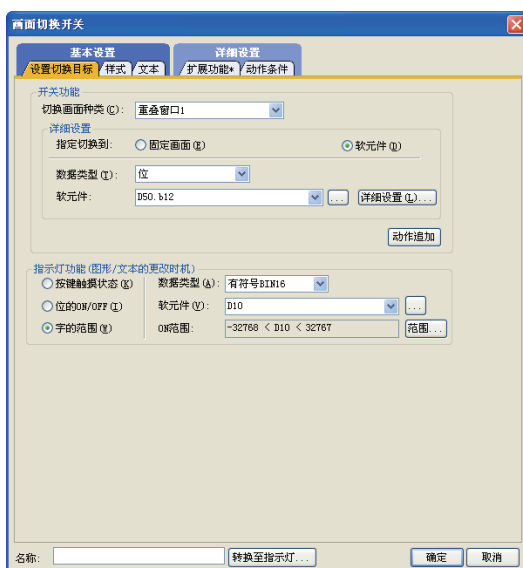 画面切换开关
基本设置 详细设置
设置切换目标 样式 文本 扩展功能* 动作条件
开关功能
切换画面种类(C): 重叠窗口1
详细设置
指定切换到: 固定画面(E) 软元件(D)
数据类型(T): 位
软元件: D50.b12 ... 详细设置(L)...
动作追加
指示灯功能(图形/文本的更改时机)
按键触摸状态(K) 数据类型(A): 有符号BIN16
位的ON/OFF(I) 软元件(V): D10 ...
字的范围(W) ON范围: -32768 < D10 < 32767 范围...
名称: 转换至指示灯... 确定 取消